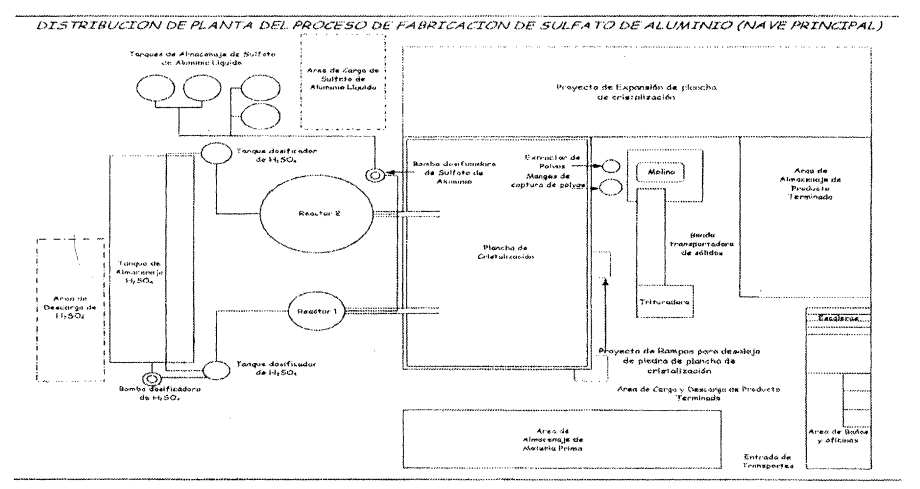 DISTRIBUCION DE PLANTA DEL PROCESO DE FABRICACION DE SULFATO DE ALUMINIO (NAVE PRINCIPAL)
Tanques de Almacenaje de Sulfato
de Aluminio Líquido
Area de Carga de
Sulfato de
Aluminio Líquido
Proyecto de Expansión de plancha
de cristalización
Tanque dosificador
de H₂SO₄
Bomba dosificadora
de Sulfato de
Aluminio
Extractor de
Polvos
Mangas de
captura de polvos
Molino
Area de
Almacenaje de
Producto
Terminado
Reactor 2
Plancha de
Cristalización
Banda
transportadora
de sólidos
Tanque de
Almacenaje
H₂SO₄
Area de
Descarga de
H₂SO₄
Trituradora
Reactor 1
Escaleras
Tanque dosificador
de H₂SO₄
Bomba dosificadora
de H₂SO₄
Proyecto de Rampas para desalojo
de piedra de plancha de
cristalización
Area de Carga y Descarga de Producto
Terminado
Area de
Almacenaje de
Materia Prima
Area de Baños
y oficinas
Entrada de
Transportes